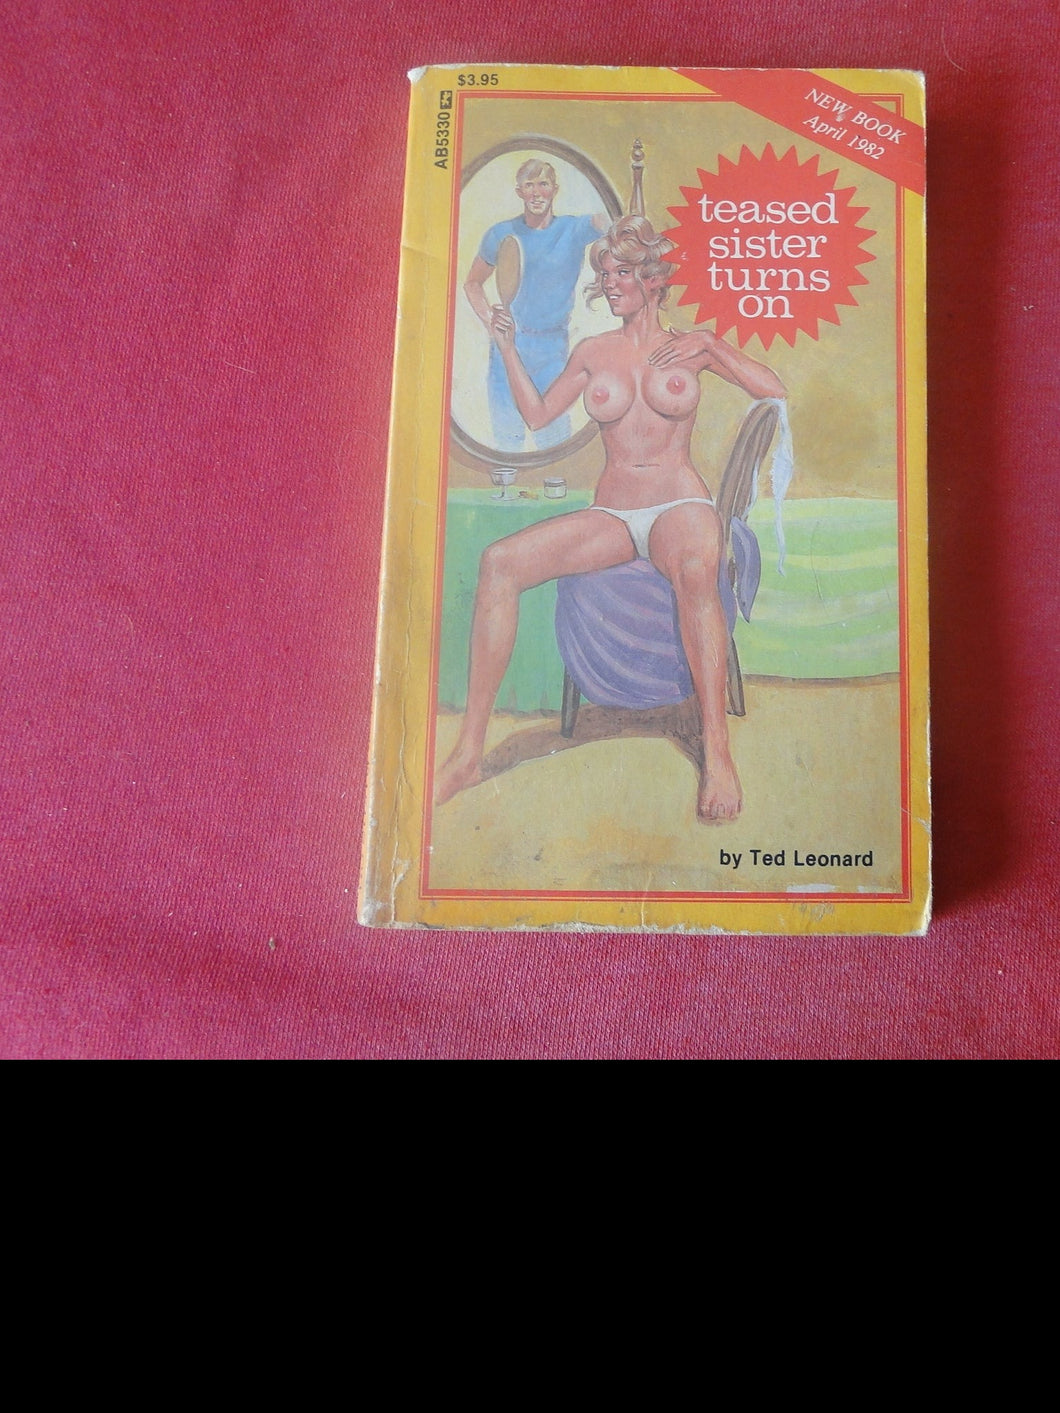 $3.95
AB5330
NEW BOOK
April 1982
teased
sister
turns
on
by Ted Leonard